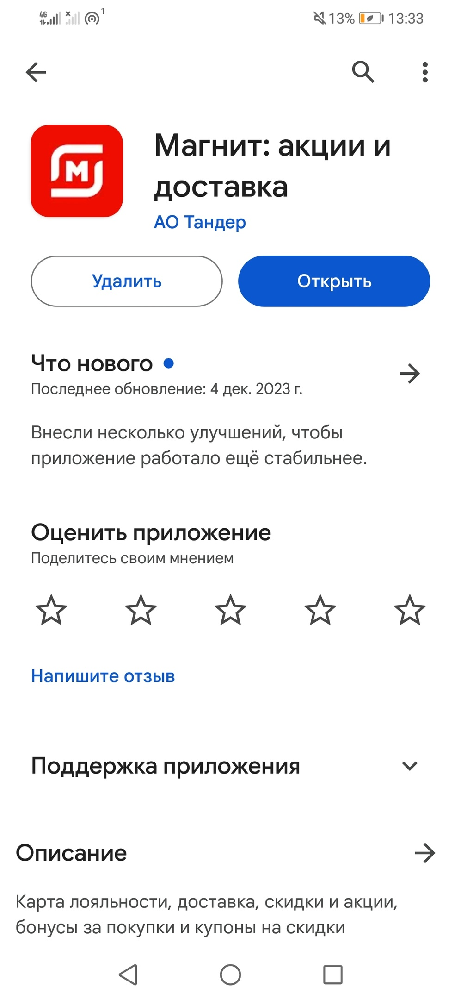 4G
1
13%
13:33
М
Магнит: акции и
доставка
АО Тандер
Удалить
Открыть
Что нового
Последнее обновление: 4 дек. 2023 г.
Внесли несколько улучшений, чтобы
приложение работало ещё стабильнее.
Оценить приложение
Поделитесь своим мнением
Напишите отзыв
Поддержка приложения
Описание
Карта лояльности, доставка, скидки и акции,
бонусы за покупки и купоны на скидки